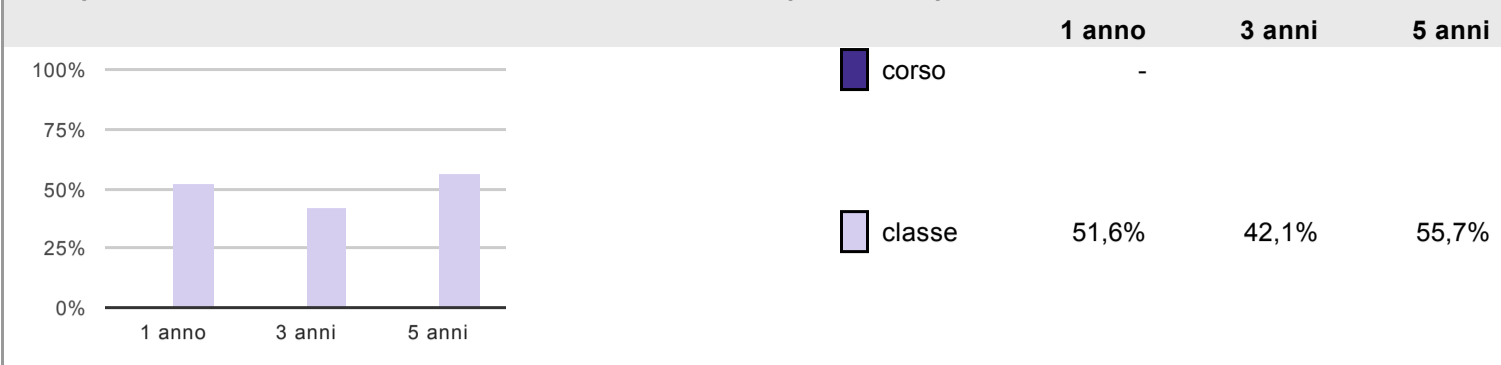 1 anno 3 anni 5 anni
100%
75%
50%
25%
0%
1 anno 3 anni 5 anni
corso -
classe 51,6% 42,1% 55,7%